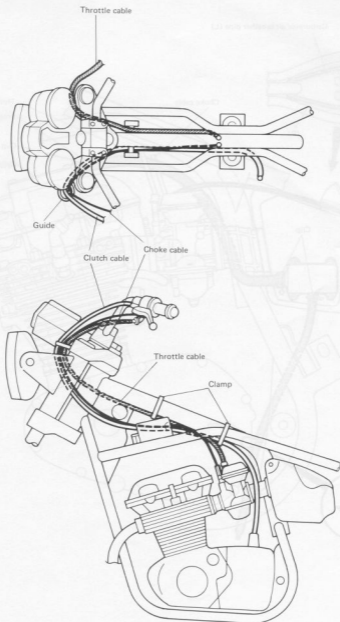 Throttle cable
Guide
Choke cable
Clutch cable
Throttle cable
Clamp